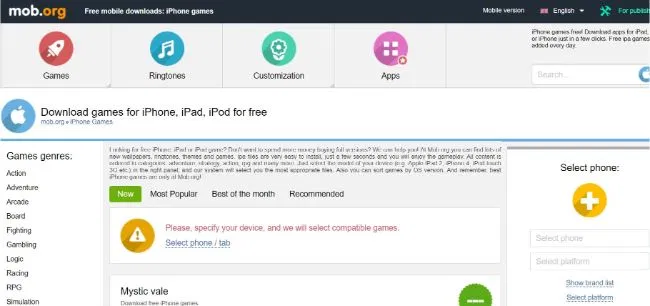 mob.org
Free mobile downloads: iPhone games
Mobile version
English
For publish
Games
Ringtones
Customization
Apps
iPhone games free! Download apps for iPad,
or iPhone just in a few clicks. Free ipa games
added every day.
Search...
Download games for iPhone, iPad, iPod for free
mob.org » iPhone Games
Games genres:
Action
Adventure
Arcade
Board
Fighting
Gambling
Logic
Racing
RPG
Simulation
Looking for free iPhone, iPad or iPod game? Don't want to spend more money buying full versions? We can help you! At Mob.org you can find lots
of new wallpapers, ringtones, themes and games. ipa files are very easy to install, just a few seconds and you will enjoy the gameplay. All content is
ordered in categories: adventure, strategy, action, rpg and many more. Just select the model of your device (e.g. Apple iPad 2, iPhone 4, iPod touch
3G etc.) in the right panel, and our system will select you the most appropriate files. Also you can sort games by OS version. And remember, best
iPhone games are only at Mob.org!
New
Most Popular
Best of the month
Recommended
Please, specify your device, and we will select compatible games.
Select phone / tab
Mystic vale
Download free iPhone games.
Select phone:
Select phone
Select platform
Show brand list
Select platform